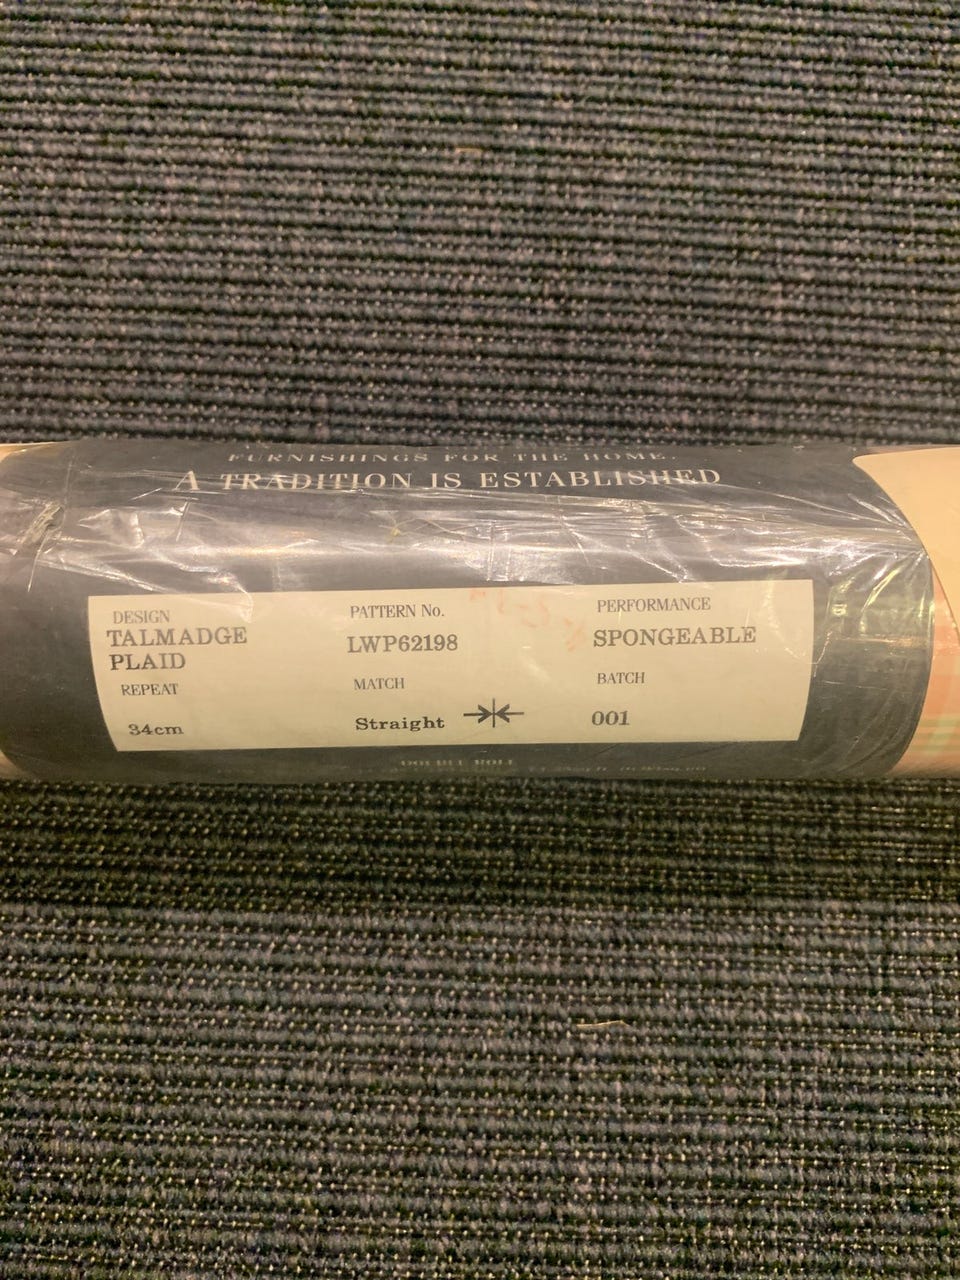 FURNISHINGS FOR THE HOME.
A TRADITION IS ESTABLISHED
DESIGN
TALMADGE
PLAID
REPEAT
34cm
PATTERN No.
LWP62198
MATCH
Straight
PERFORMANCE
SPONGEABLE
BATCH
001